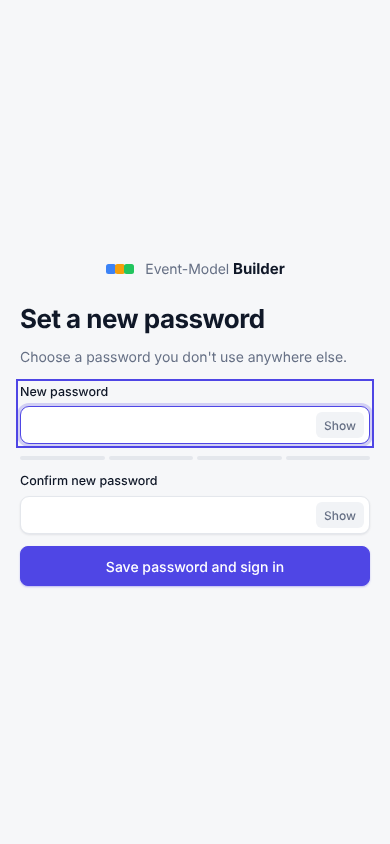 Event-Model Builder
Set a new password
Choose a password you don't use anywhere else.
New password
Show
Confirm new password
Show
Save password and sign in